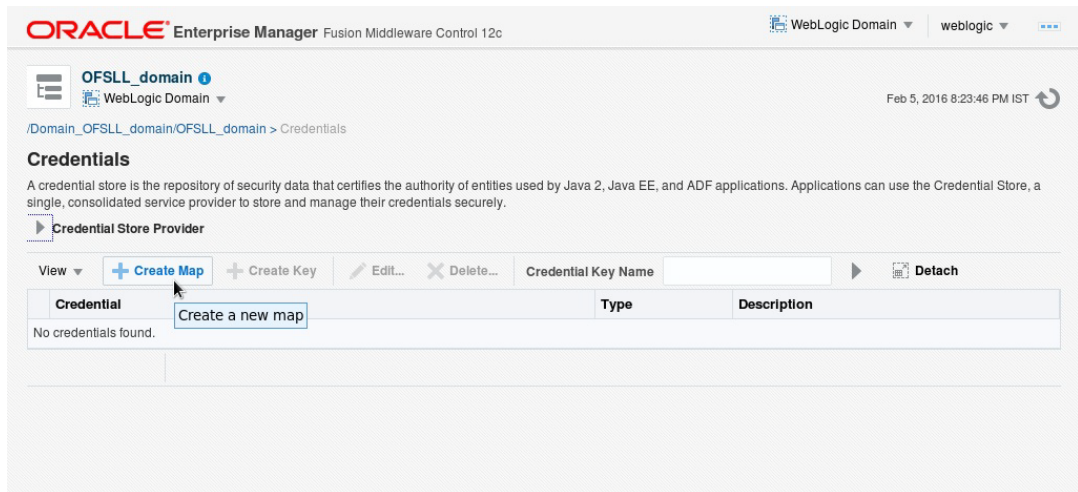 ORACLE Enterprise Manager Fusion Middleware Control 12c WebLogic Domain weblogic
OFSLL_domain
WebLogic Domain Feb 5, 2016 8:23:46 PM IST
/Domain_OFSLL_domain/OFSLL_domain > Credentials
Credentials
A credential store is the repository of security data that certifies the authority of entities used by Java 2, Java EE, and ADF applications. Applications can use the Credential Store, a
single, consolidated service provider to store and manage their credentials securely.
Credential Store Provider
View Create Map Create Key Edit... Delete... Credential Key Name Detach
Credential Type Description
Create a new map
No credentials found.